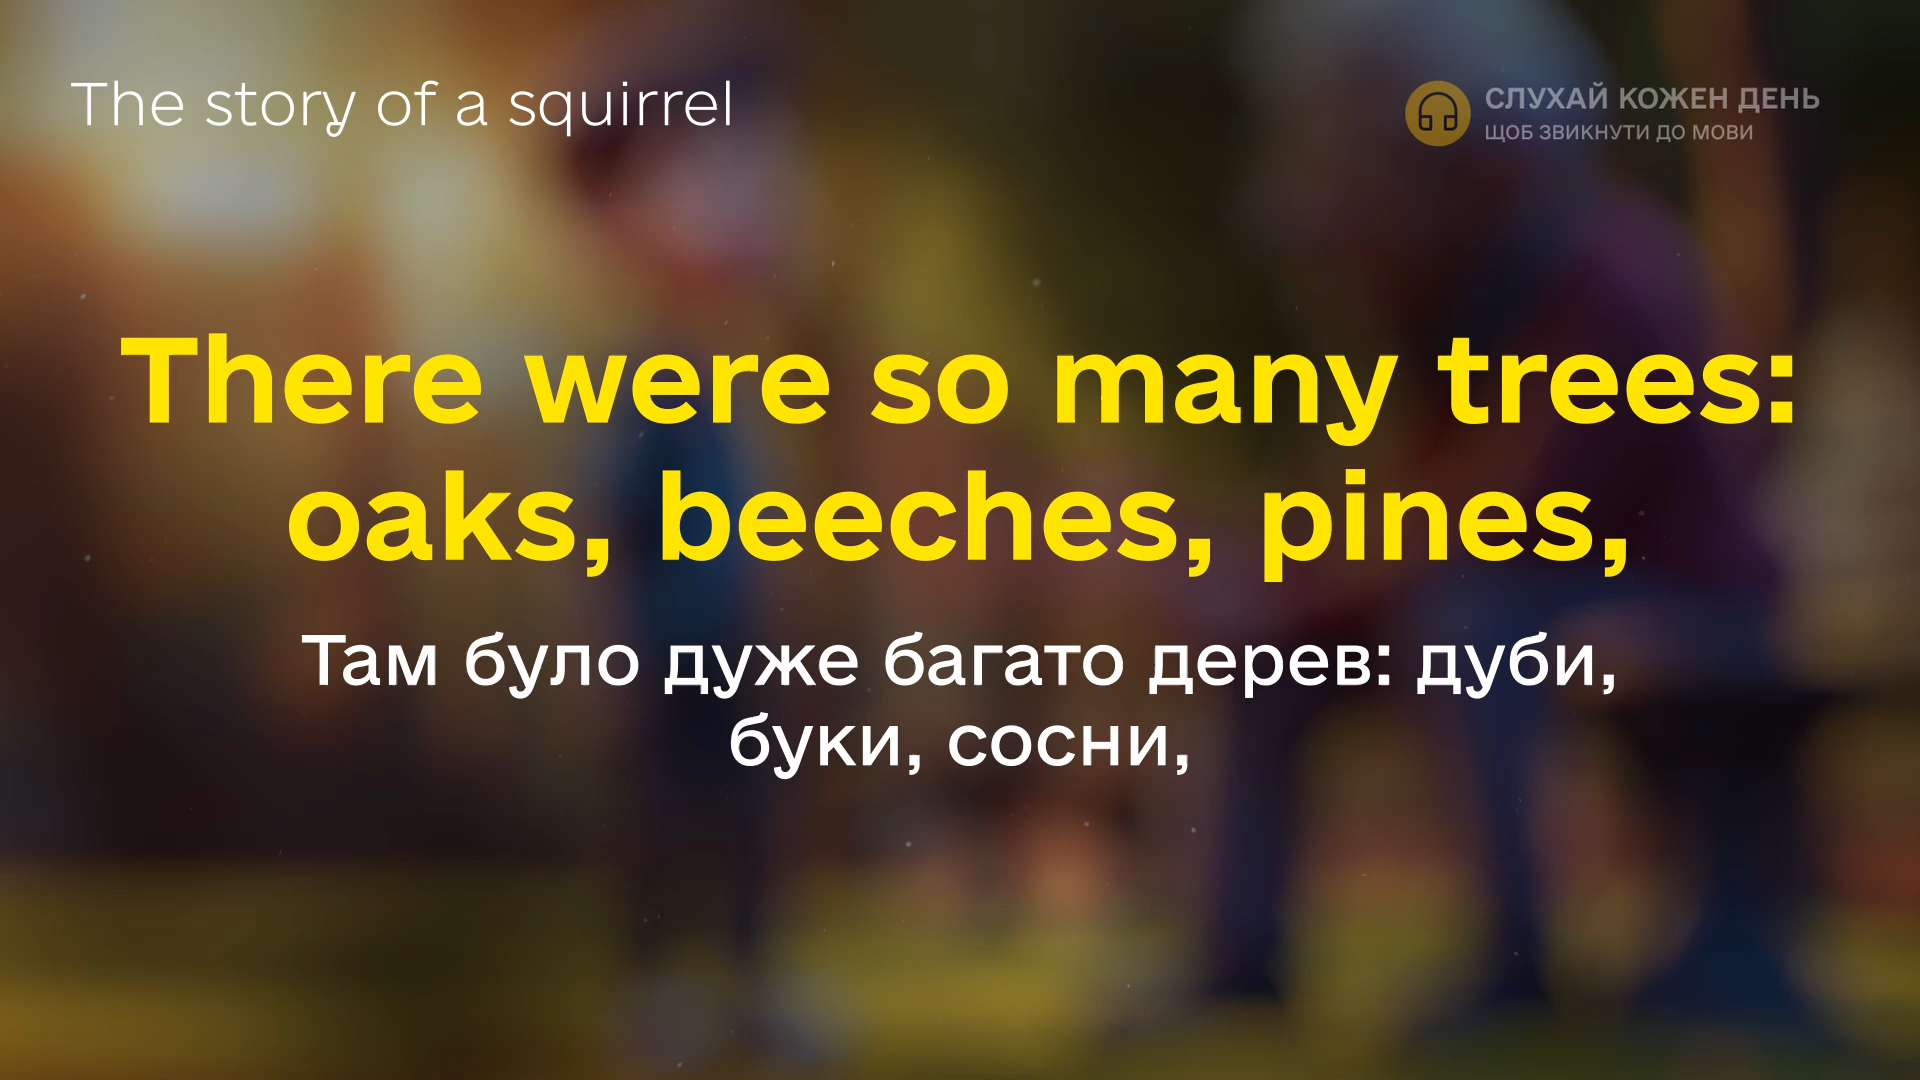 The story of a squirrel
СЛУХАЙ КОЖЕН ДЕНЬ
ЩОБ ЗВИКНУТИ ДО МОВИ
There were so many trees:
oaks, beeches, pines,
Там було дуже багато дерев: дуби,
буки, сосни,